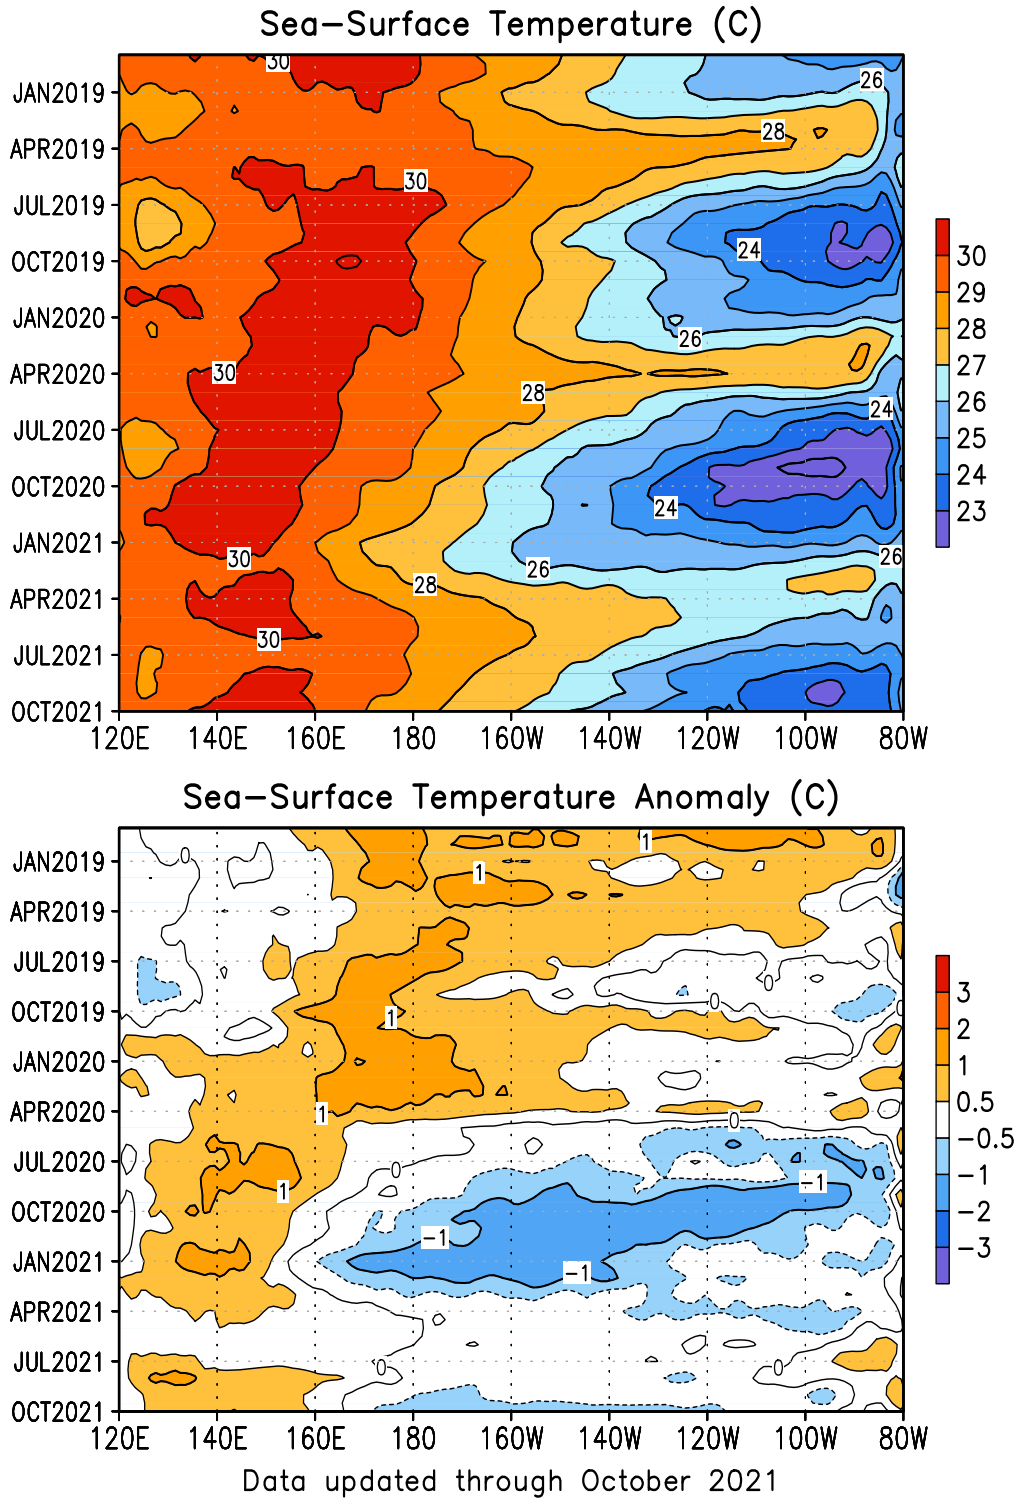 Sea-Surface Temperature (C)
30
JAN2019
26
28
APR2019
30
JUL2019
24
OCT2019
30
29
JAN2020
28
26
27
30
APR2020
28
26
24
JUL2020
25
24
OCT2020
24
23
JAN2021
30
26
26
28
APR2021
30
JUL2021
OCT2021
120E 140E 160E 180 160W 140W 120W 100W 80W
Sea-Surface Temperature Anomaly (C)
1
0
JAN2019
1
APR2019
JUL2019
0
3
0
OCT2019
1
2
JAN2020
1
0.5
APR2020
1
0
-0.5
JUL2020
0
-1
-1
1
OCT2020
-2
-1
-3
JAN2021
-1
APR2021
JUL2021
0
0
OCT2021
120E 140E 160E 180 160W 140W 120W 100W 80W
Data updated through October 2021